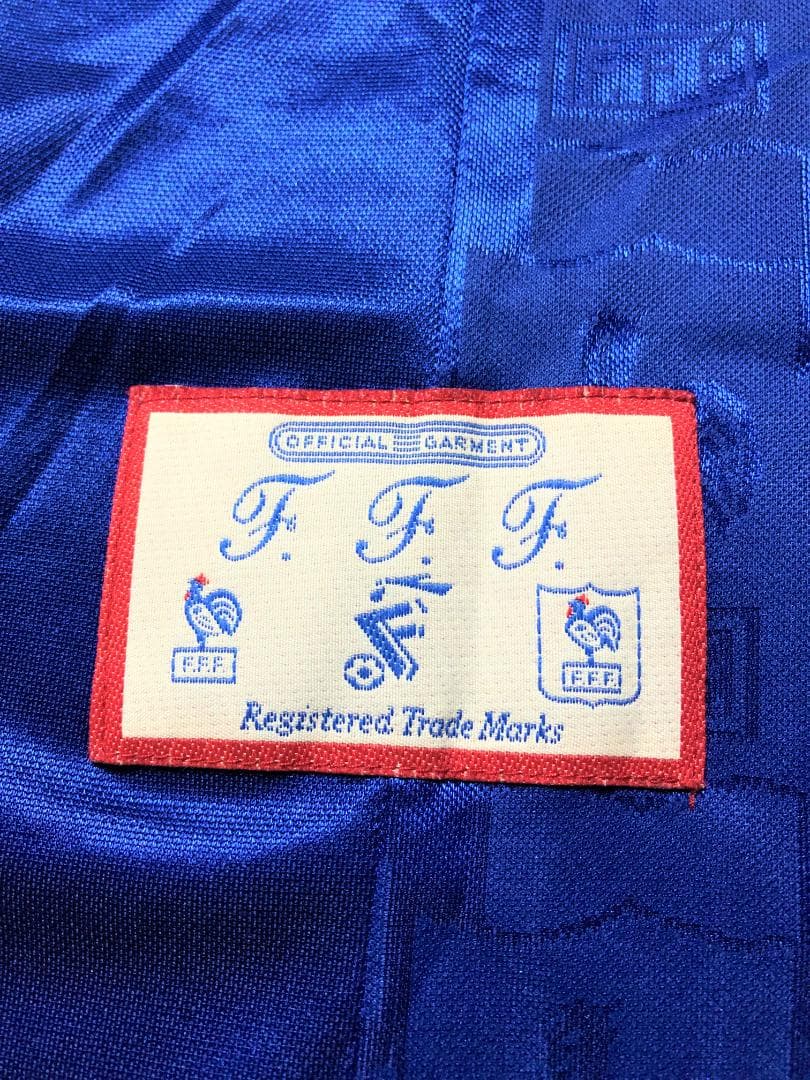 F.F.F.
OFFICIAL GARMENT
F. F. F.
F.F.F. F.F.F.
Registered Trade Marks